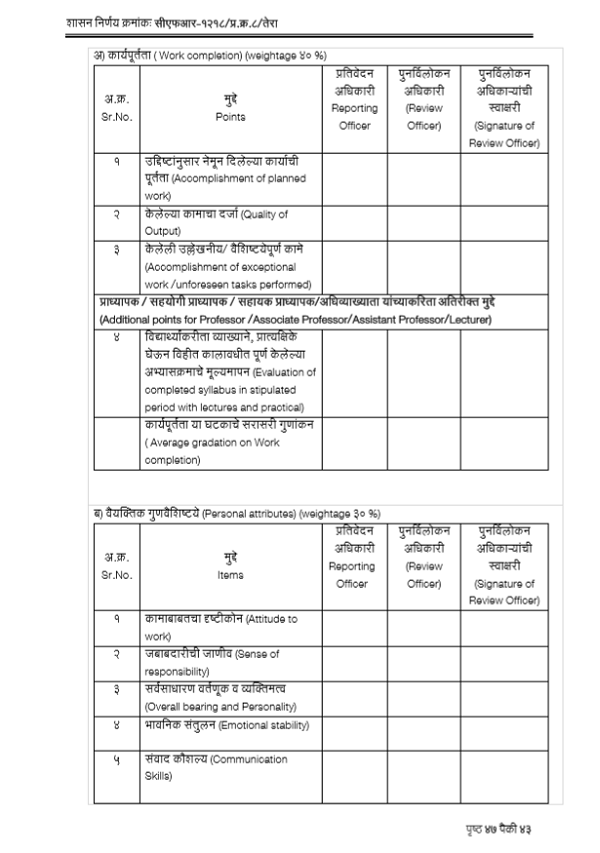 शासन निर्णय क्रमांकः सीएफआर-१२१८/प्र.क्र.८/तेरा
अ) कार्यपूर्तता ( Work completion) (weightage ४० %)
अ.क्र.
Sr.No.
मुद्दे
Points
प्रतिवेदन
अधिकारी
Reporting
Officer
पुनर्विलोकन
अधिकारी
(Review
Officer)
पुनर्विलोकन
अधिकाऱ्यांची
स्वाक्षरी
(Signature of
Review Officer)
१
उद्दिष्टांनुसार नेमून दिलेल्या कार्याची
पूर्तता (Accomplishment of planned
work)
२
केलेल्या कामाचा दर्जा (Quality of
Output)
३
केलेली उल्लेखनीय/ वैशिष्टयेपूर्ण कामे
(Accomplishment of exceptional
work /unforeseen tasks performed)
प्राध्यापक / सहयोगी प्राध्यापक / सहायक प्राध्यापक/अधिव्याख्याता यांच्याकरिता अतिरीक्त मुद्दे
(Additional points for Professor /Associate Professor/Assistant Professor/Lecturer)
४
विद्यार्थ्यांकरीता व्याख्याने, प्रात्यक्षिके
घेऊन विहीत कालावधीत पूर्ण केलेल्या
अभ्यासक्रमाचे मूल्यमापन (Evaluation of
completed syllabus in stipulated
period with lectures and practical)
कार्यपूर्तता या घटकाचे सरासरी गुणांकन
( Average gradation on Work
completion)
ब) वैयक्तिक गुणवैशिष्टये (Personal attributes) (weightage ३० %)
अ.क्र.
Sr.No.
मुद्दे
Items
प्रतिवेदन
अधिकारी
Reporting
Officer
पुनर्विलोकन
अधिकारी
(Review
Officer)
पुनर्विलोकन
अधिकाऱ्यांची
स्वाक्षरी
(Signature of
Review Officer)
१
कामाबाबतचा दृष्टीकोन (Attitude to
work)
२
जबाबदारीची जाणीव (Sense of
responsibility)
३
सर्वसाधारण वर्तणूक व व्यक्तिमत्व
(Overall bearing and Personality)
४
भावनिक संतुलन (Emotional stability)
५
संवाद कौशल्य (Communication
Skills)
पृष्ठ ४७ पैकी ४३